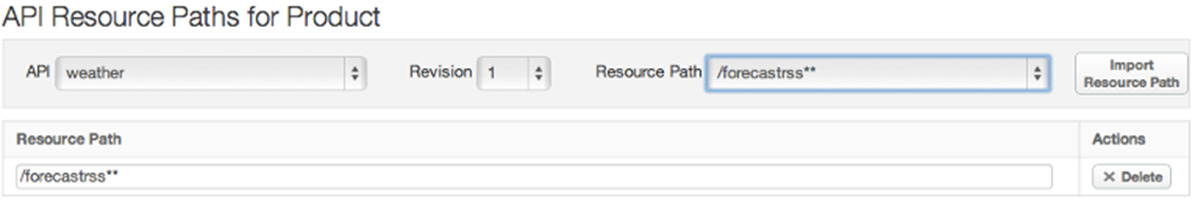 API Resource Paths for Product
API weather Revision 1 Resource Path /forecastrss** Import Resource Path
Resource Path Actions
/forecastrss** × Delete